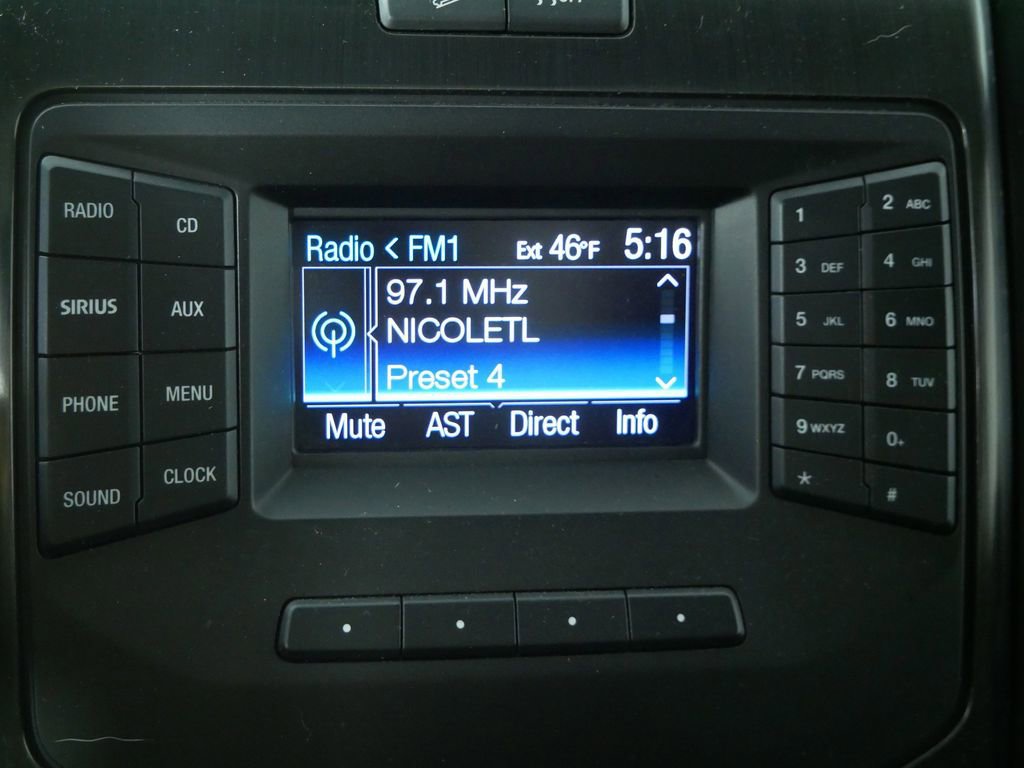 RADIO
CD
SIRIUS
AUX
PHONE
MENU
SOUND
CLOCK
Radio < FM1 Ext 46°F 5:16
97.1 MHz
NICOLETL
Preset 4
Mute AST Direct Info
1
2 ABC
3 DEF
4 GHI
5 JKL
6 MNO
7 PQRS
8 TUV
9 WXYZ
0+
*
#